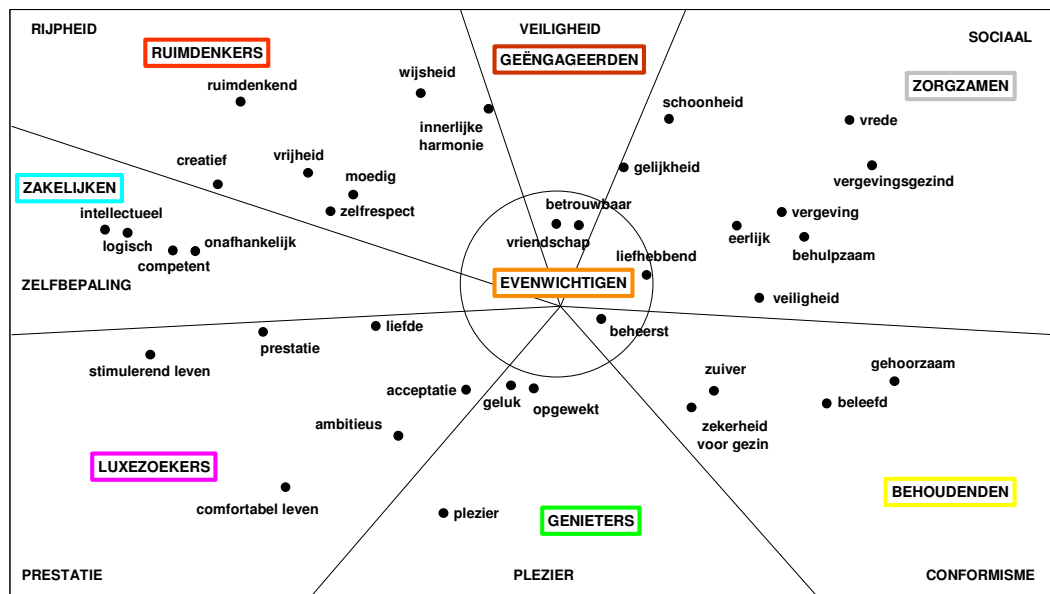 RIJPHEID
VEILIGHEID
SOCIAAL
RUIMDENKERS
GEËNGAGEERDEN
ZORGZAMEN
ruimdenkend
wijsheid
innerlijke
harmonie
schoonheid
vrede
creatief
vrijheid
moedig
zelfrespect
gelijkheid
vergevingsgezind
ZAKELIJKEN
intellectueel
logisch
onafhankelijk
competent
betrouwbaar
vriendschap
vergeving
eerlijk
behulpzaam
liefhebbend
ZELFBEPALING
EVENWICHTIGEN
veiligheid
liefde
prestatie
beheerst
stimulerend leven
acceptatie
geluk
opgewekt
zuiver
gehoorzaam
beleefd
zekerheid
voor gezin
ambitieus
LUXEZOEKERS
comfortabel leven
plezier
GENIETERS
BEHOUDENDEN
PRESTATIE
PLEZIER
CONFORMISME